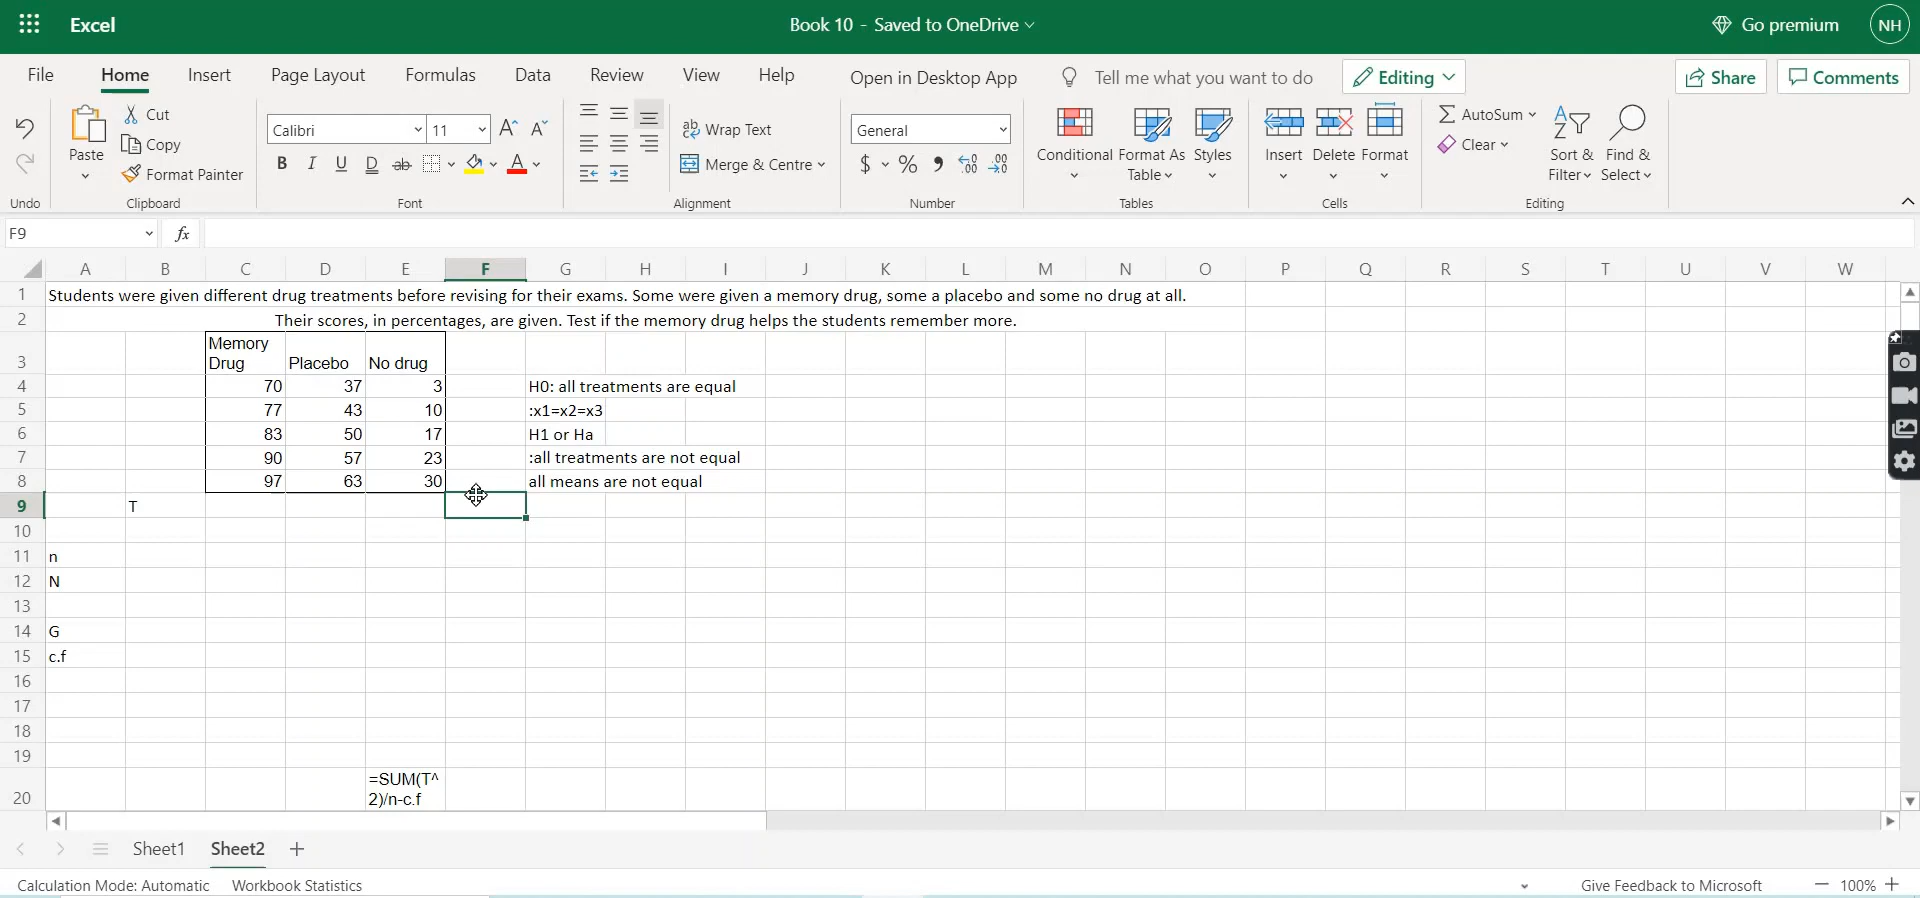 Excel
Book 10 - Saved to OneDrive
Go premium
NH
File Home Insert Page Layout Formulas Data Review View Help Open in Desktop App Tell me what you want to do Editing Share Comments
Paste
Cut
Copy
Format Painter
Calibri 11
B I U D ab A
ab Wrap Text
Merge & Centre
General
$ % 9 .00 .00
Conditional
Format As Table
Styles
Insert
Delete
Format
AutoSum
Clear
Sort & Filter
Find & Select
Undo Clipboard Font Alignment Number Tables Cells Editing
F9 fx
A B C D E F G H I J K L M N O P Q R S T U V W
1 Students were given different drug treatments before revising for their exams. Some were given a memory drug, some a placebo and some no drug at all.
2 Their scores, in percentages, are given. Test if the memory drug helps the students remember more.
3 Memory Drug Placebo No drug
4 70 37 3 H0: all treatments are equal
5 77 43 10 :x1=x2=x3
6 83 50 17 H1 or Ha
7 90 57 23 :all treatments are not equal
8 97 63 30 all means are not equal
9 T
10
11 n
12 N
13
14 G
15 c.f
16
17
18
19
20 =SUM(T^2)/n-c.f
Sheet1 Sheet2
Calculation Mode: Automatic Workbook Statistics Give Feedback to Microsoft 100%